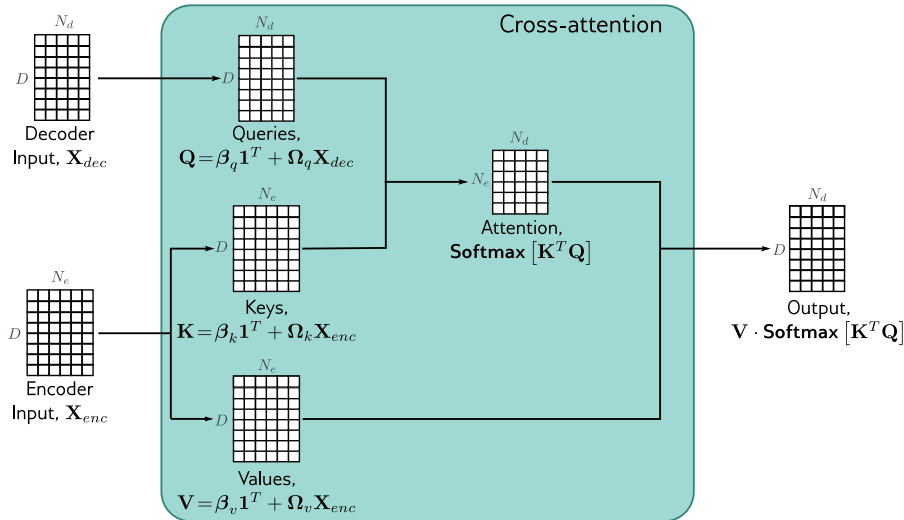 Cross-attention
N_d
D
Decoder
Input, X_dec
N_d
D
Queries,
Q = β_q 1^T + Ω_q X_dec
N_e
D
Keys,
K = β_k 1^T + Ω_k X_enc
N_e
D
Encoder
Input, X_enc
N_e
D
Values,
V = β_v 1^T + Ω_v X_enc
N_d
N_e
Attention,
Softmax [K^T Q]
N_d
D
Output,
V · Softmax [K^T Q]